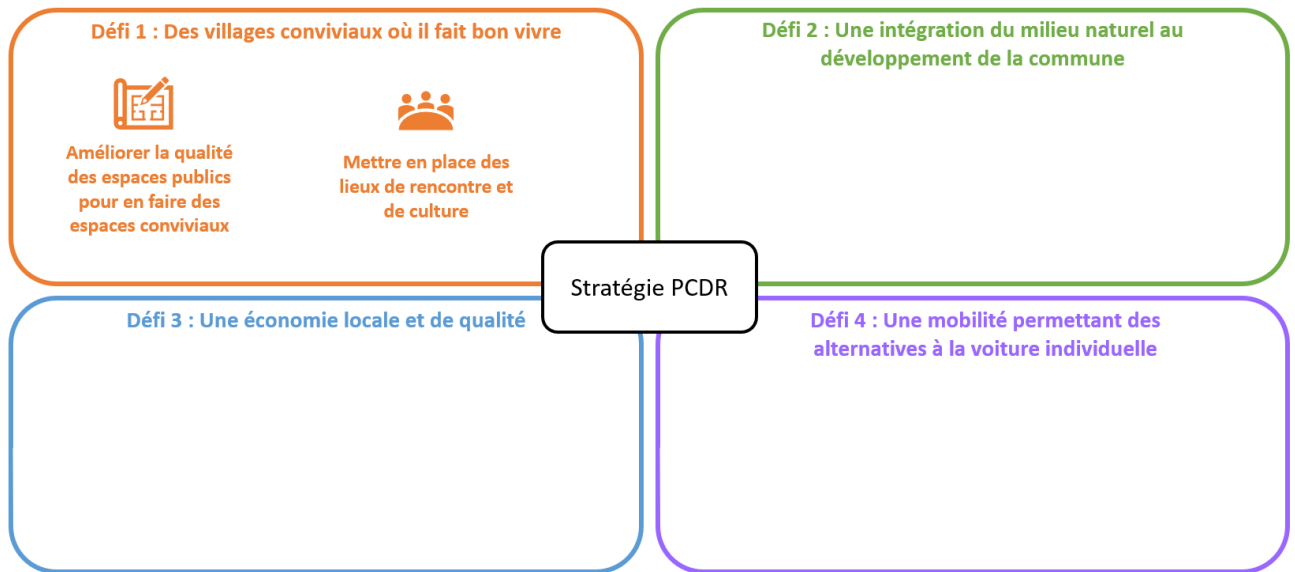 Défi 1 : Des villages conviviaux où il fait bon vivre
Améliorer la qualité
des espaces publics
pour en faire des
espaces conviviaux
Mettre en place des
lieux de rencontre et
de culture
Défi 2 : Une intégration du milieu naturel au
développement de la commune
Stratégie PCDR
Défi 3 : Une économie locale et de qualité
Défi 4 : Une mobilité permettant des
alternatives à la voiture individuelle